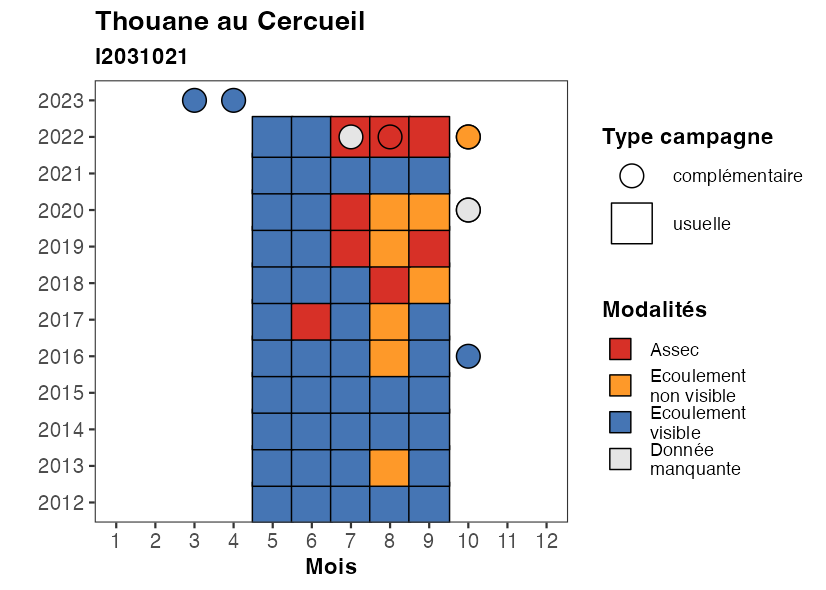 Thouane au Cercueil
I2031021
2023
2022
2021
2020
2019
2018
2017
2016
2015
2014
2013
2012
1 2 3 4 5 6 7 8 9 10 11 12
Mois
Type campagne
complémentaire
usuelle
Modalités
Assec
Ecoulement
non visible
Ecoulement
visible
Donnée
manquante